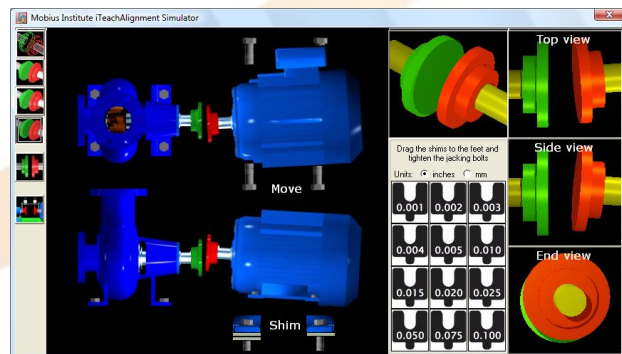 Mobius Institute iTeachAlignment Simulator
Move
Shim
Drag the shims to the feet and
tighten the jacking bolts
Units: inches mm
0.001 0.002 0.003
0.004 0.005 0.010
0.015 0.020 0.025
0.050 0.075 0.100
Top view
Side view
End view